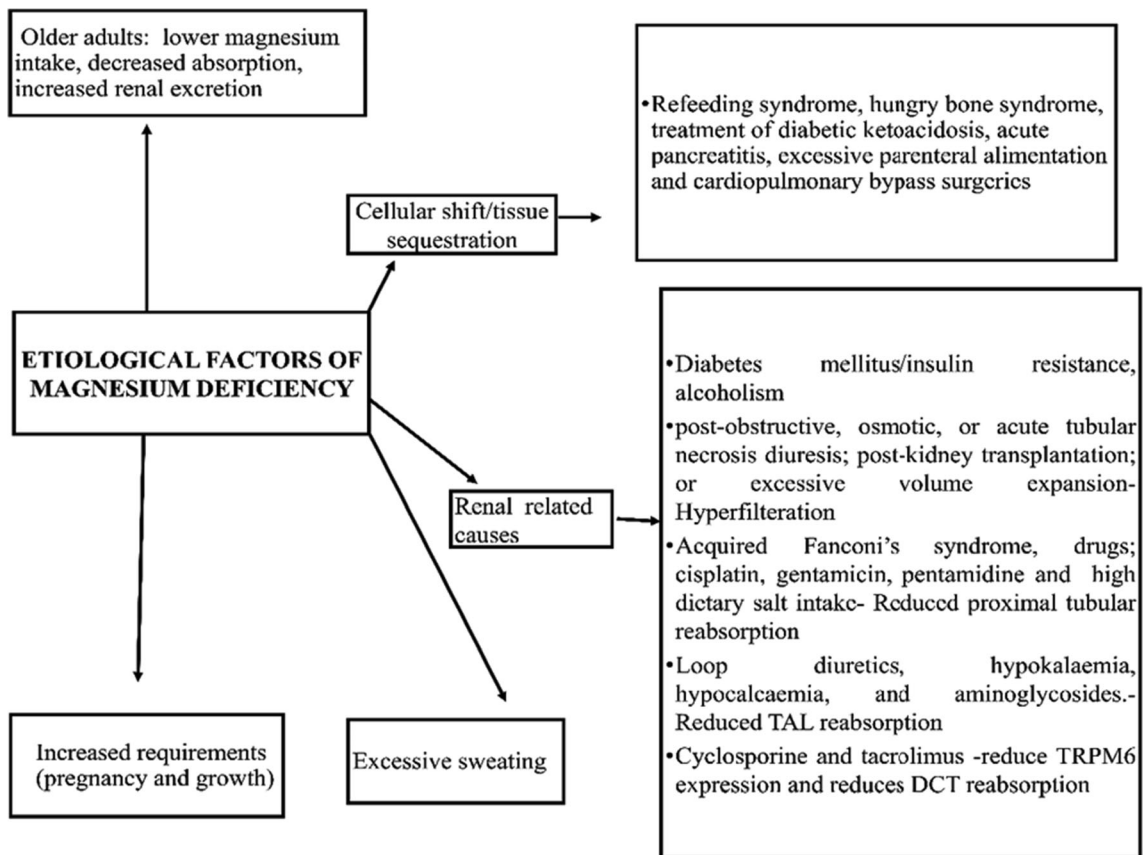 Older adults: lower magnesium
intake, decreased absorption,
increased renal excretion
•Refeeding syndrome, hungry bone syndrome,
treatment of diabetic ketoacidosis, acute
pancreatitis, excessive parenteral alimentation
and cardiopulmonary bypass surgeries
Cellular shift/tissue
sequestration
ETIOLOGICAL FACTORS OF
MAGNESIUM DEFICIENCY
•Diabetes mellitus/insulin resistance,
alcoholism
•post-obstructive, osmotic, or acute tubular
necrosis diuresis; post-kidney transplantation;
or excessive volume expansion-
Hyperfilteration
•Acquired Fanconi's syndrome, drugs;
cisplatin, gentamicin, pentamidine and high
dietary salt intake- Reduced proximal tubular
reabsorption
•Loop diuretics, hypokalaemia,
hypocalcaemia, and aminoglycosides.-
Reduced TAL reabsorption
•Cyclosporine and tacrolimus -reduce TRPM6
expression and reduces DCT reabsorption
Renal related
causes
Increased requirements
(pregnancy and growth)
Excessive sweating